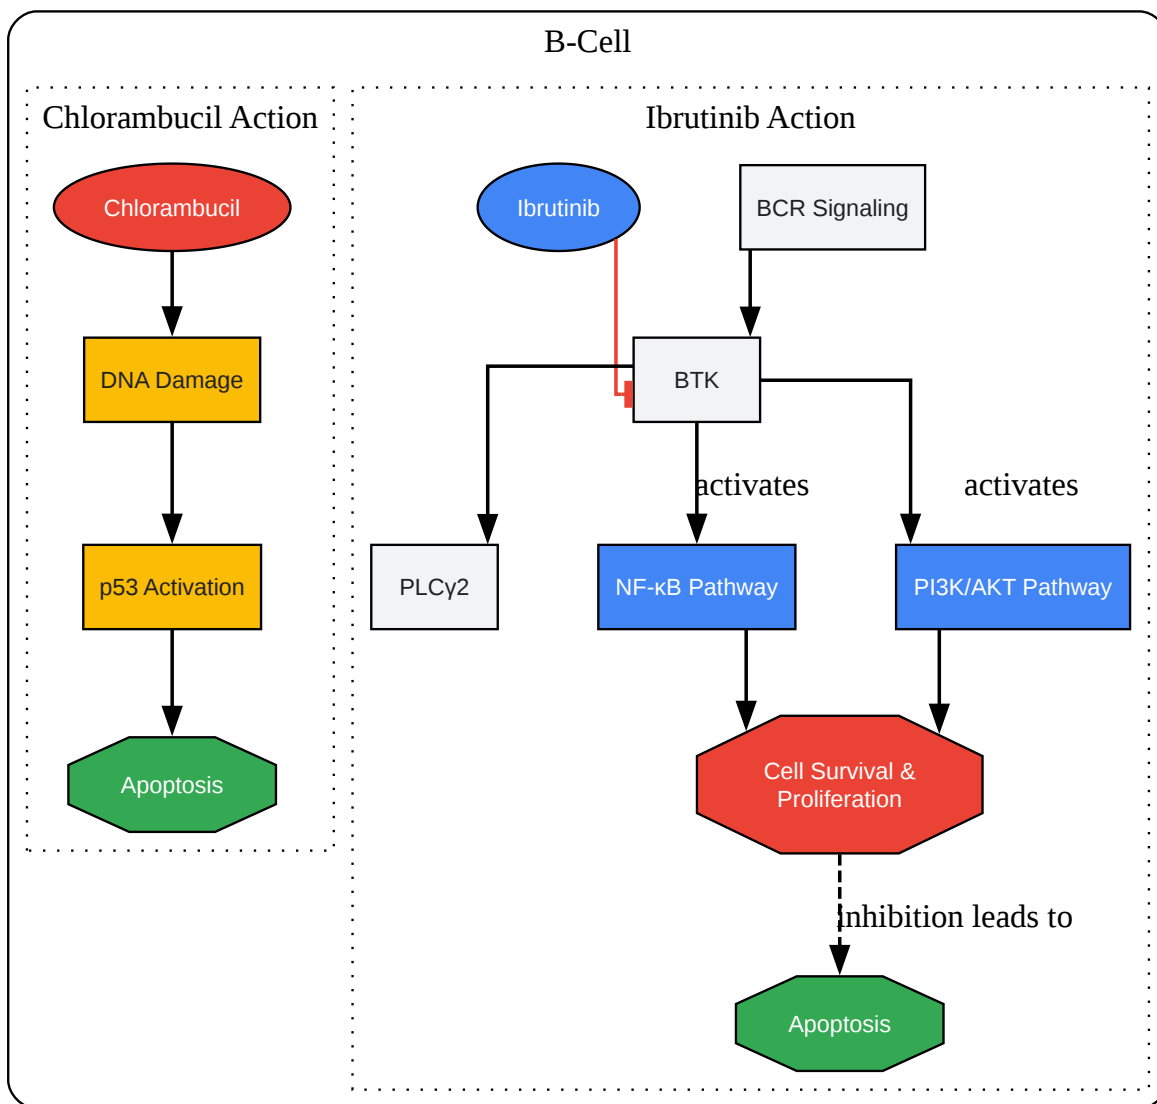 B-Cell
Chlorambucil Action
Chlorambucil
DNA Damage
p53 Activation
Apoptosis
Ibrutinib Action
Ibrutinib
BCR Signaling
BTK
activates
activates
PLCγ2
NF-κB Pathway
PI3K/AKT Pathway
Cell Survival &
Proliferation
inhibition leads to
Apoptosis